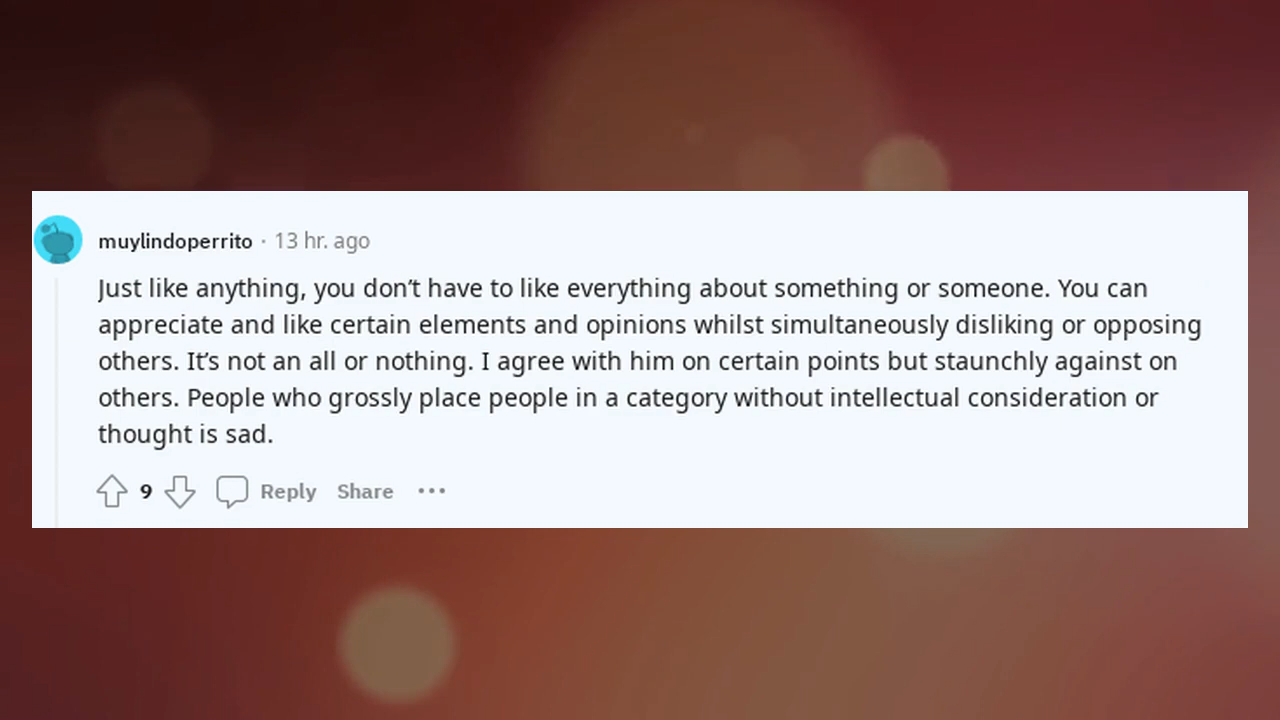 muylindoperrito · 13 hr. ago
Just like anything, you don’t have to like everything about something or someone. You can
appreciate and like certain elements and opinions whilst simultaneously disliking or opposing
others. It’s not an all or nothing. I agree with him on certain points but staunchly against on
others. People who grossly place people in a category without intellectual consideration or
thought is sad.
9 Reply Share